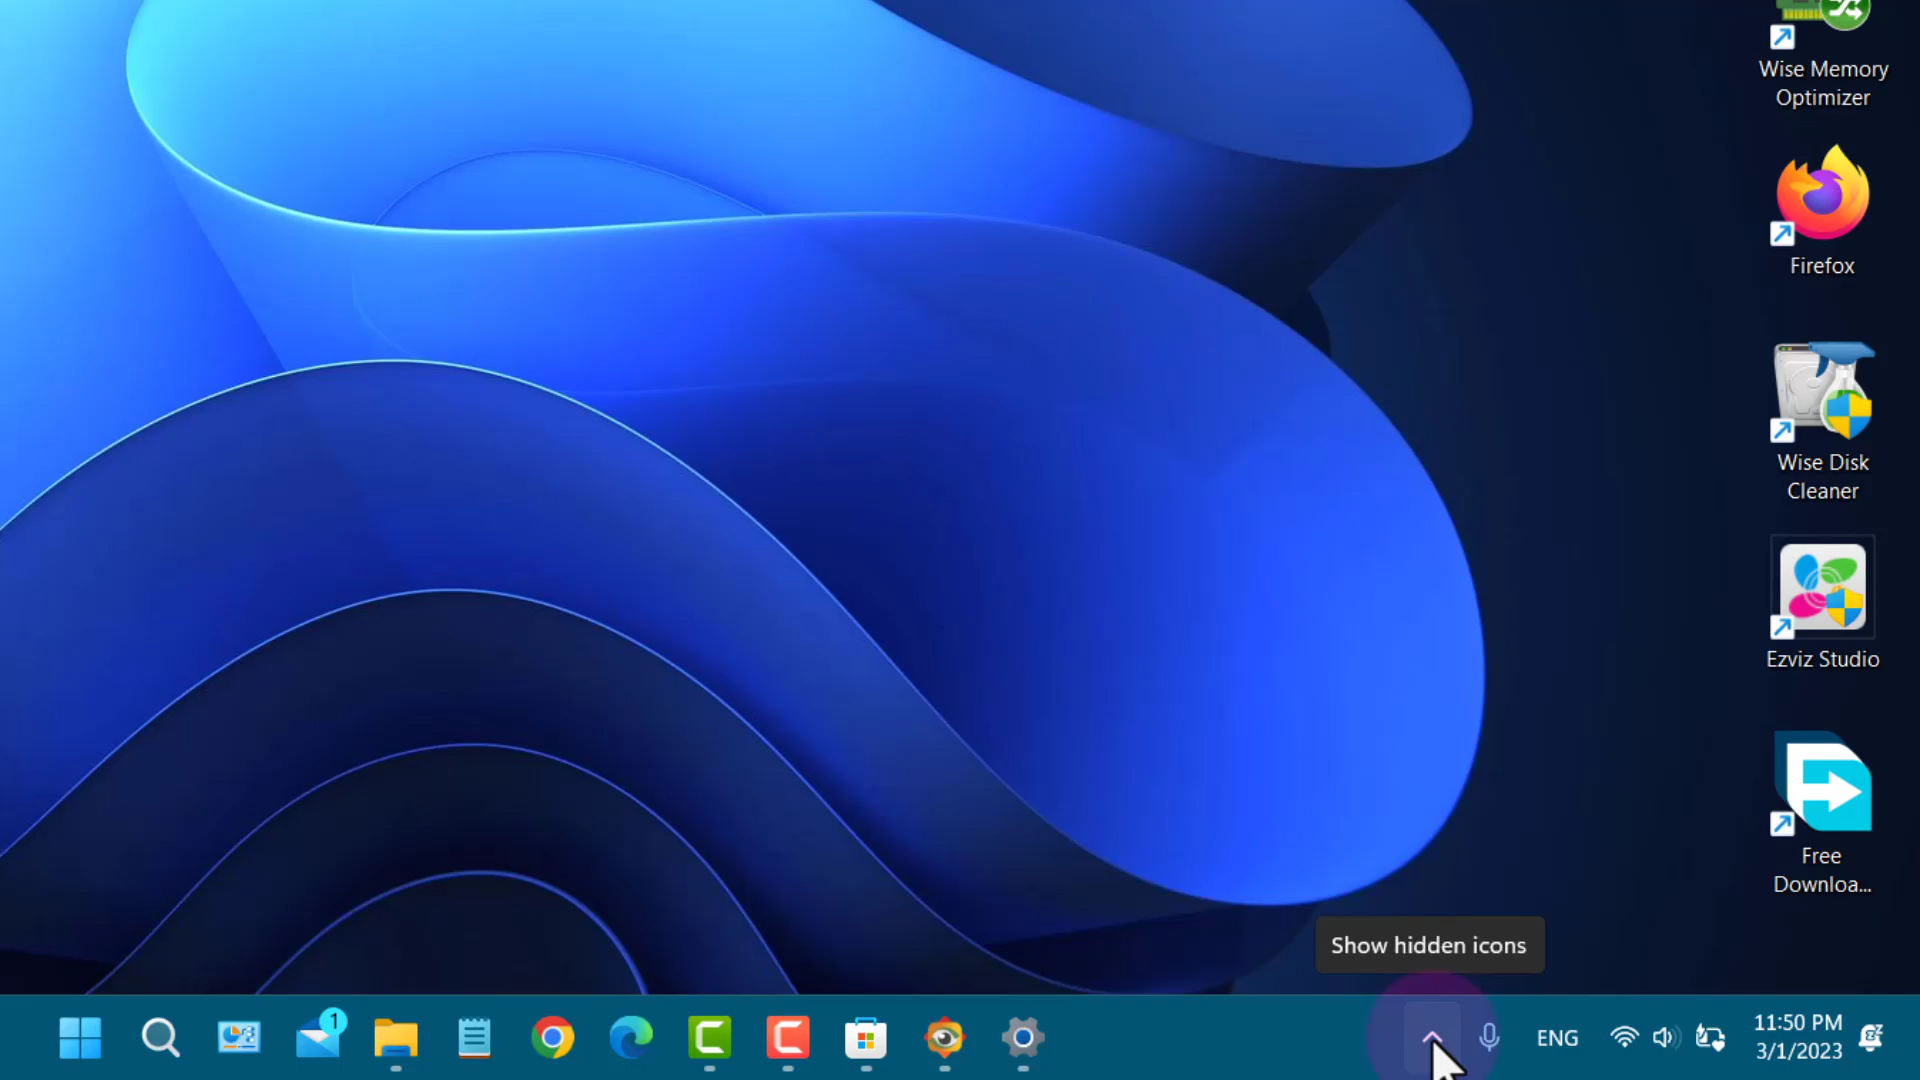 Wise Memory
Optimizer
Firefox
Wise Disk
Cleaner
Ezviz Studio
Free
Downloa...
Show hidden icons
1
ENG
11:50 PM
3/1/2023